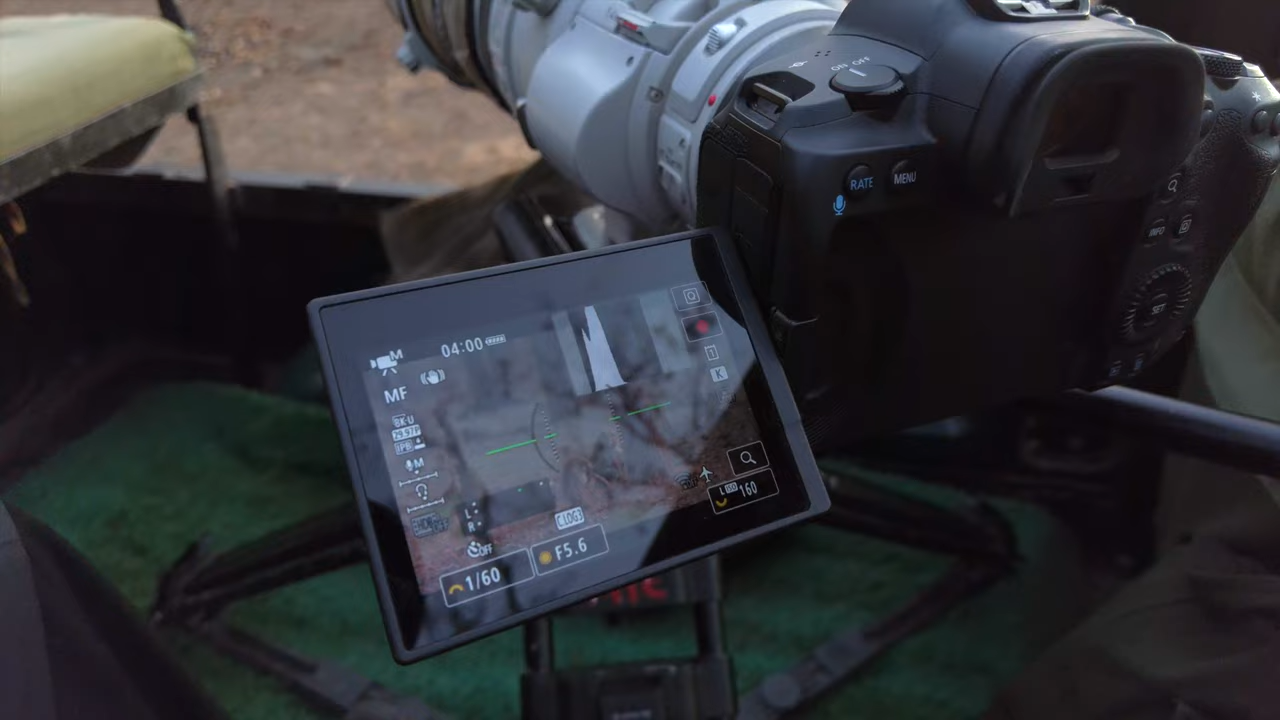 ON OFF
RATE
MENU
INFO
SET
M
04:00
MF
8K-U
29.97P
IPB
M
1
K
L
R
OFF
CLOG3
1/60
F5.6
ISO
160